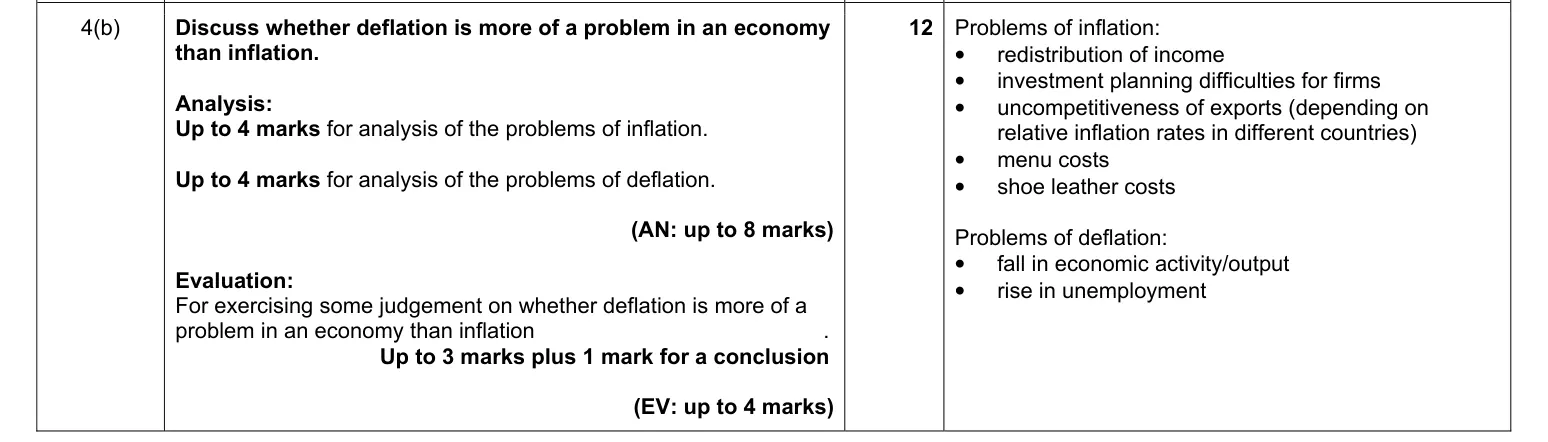 4(b)
Discuss whether deflation is more of a problem in an economy
than inflation.
Analysis:
Up to 4 marks for analysis of the problems of inflation.
Up to 4 marks for analysis of the problems of deflation.
(AN: up to 8 marks)
Evaluation:
For exercising some judgement on whether deflation is more of a
problem in an economy than inflation .
Up to 3 marks plus 1 mark for a conclusion
(EV: up to 4 marks)
12
Problems of inflation:
• redistribution of income
• investment planning difficulties for firms
• uncompetitiveness of exports (depending on
relative inflation rates in different countries)
• menu costs
• shoe leather costs
Problems of deflation:
• fall in economic activity/output
• rise in unemployment